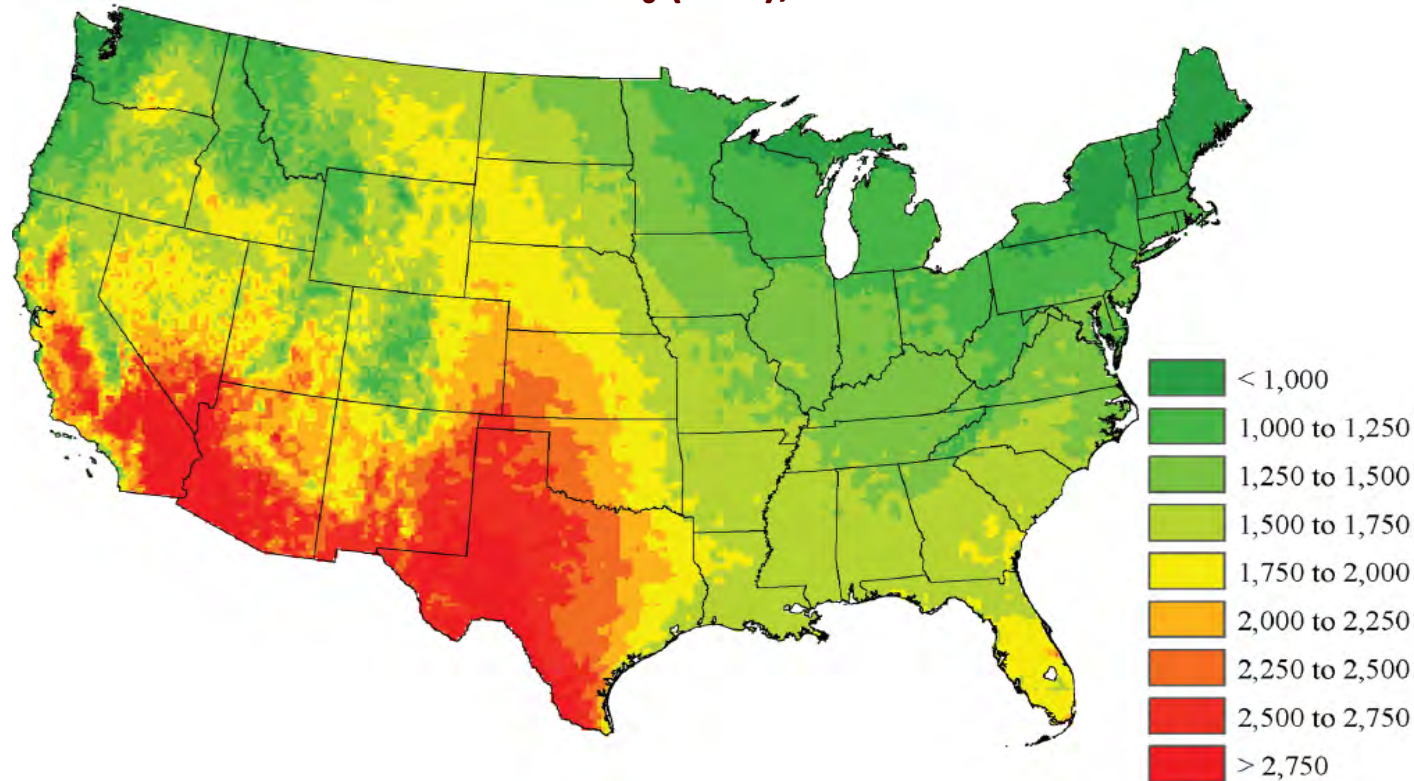 < 1,000
1,000 to 1,250
1,250 to 1,500
1,500 to 1,750
1,750 to 2,000
2,000 to 2,250
2,250 to 2,500
2,500 to 2,750
> 2,750